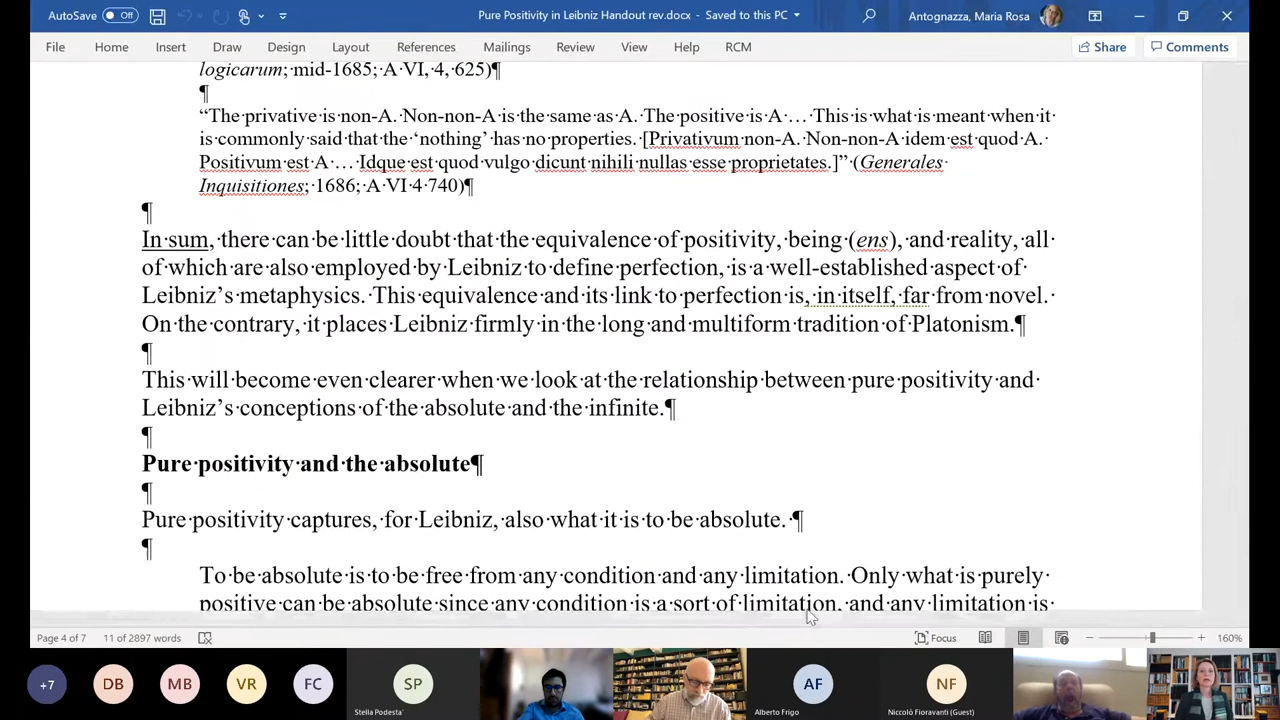 AutoSave Off Pure Positivity in Leibniz Handout rev.docx - Saved to this PC Antognazza, Maria Rosa
File Home Insert Draw Design Layout References Mailings Review View Help RCM Share Comments
logicarum; mid-1685; A VI, 4, 625)¶
¶
“The privative is non-A. Non-non-A is the same as A. The positive is A … This is what is meant when it
is commonly said that the ‘nothing’ has no properties. [Privativum non-A. Non-non-A idem est quod A.
Positivum est A … Idque est quod vulgo dicunt nihili nullas esse proprietates.]” (Generales
Inquisitiones; 1686; A VI 4 740)¶
¶
In sum, there can be little doubt that the equivalence of positivity, being (ens), and reality, all
of which are also employed by Leibniz to define perfection, is a well-established aspect of
Leibniz’s metaphysics. This equivalence and its link to perfection is, in itself, far from novel.
On the contrary, it places Leibniz firmly in the long and multiform tradition of Platonism.¶
¶
This will become even clearer when we look at the relationship between pure positivity and
Leibniz’s conceptions of the absolute and the infinite.¶
¶
Pure positivity and the absolute¶
¶
Pure positivity captures, for Leibniz, also what it is to be absolute. ¶
¶
To be absolute is to be free from any condition and any limitation. Only what is purely
positive can be absolute since any condition is a sort of limitation, and any limitation is
Page 4 of 7 11 of 2897 words Focus 160%
+7 DB MB VR FC SP AF NF
Stella Podesta' Alberto Frigo Niccolò Fioravanti (Guest)